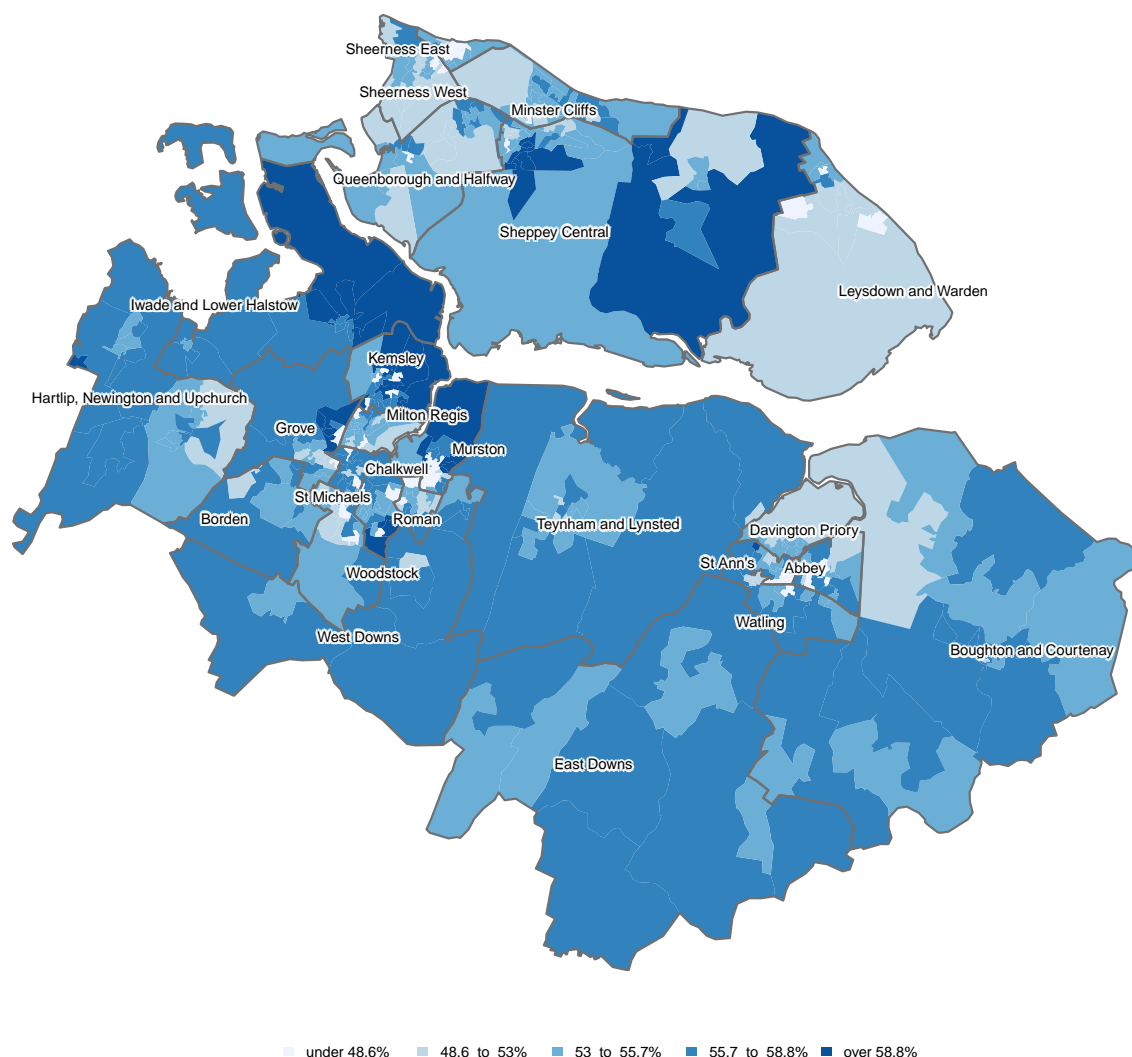 Sheerness East
Sheerness West
Minster Cliffs
Queenborough and Halfway
Sheppey Central
Leysdown and Warden
Iwade and Lower Halstow
Kemsley
Hartlip, Newington and Upchurch
Milton Regis
Grove
Murston
Chalkwell
St Michaels
Borden
Roman
Teynham and Lynsted
Davington Priory
St Ann's
Abbey
Woodstock
Watling
West Downs
Boughton and Courtenay
East Downs
under 48.6% 48.6 to 53% 53 to 55.7% 55.7 to 58.8% over 58.8%